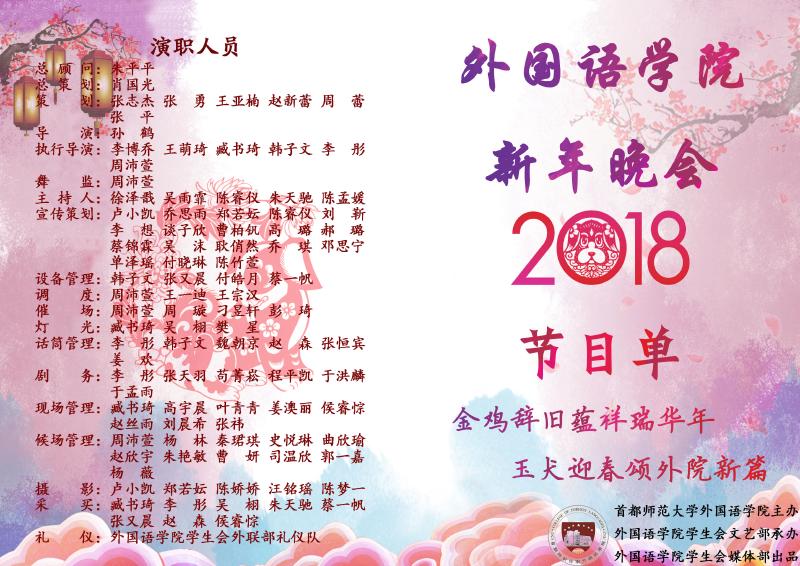 演职人员
总 顾 问：朱平平
总 策 划：肖国光
策 划：张志杰 张 勇 王亚楠 赵新蕾 周 蕾
张 平
导 演：孙 鹤
执行导演：李博乔 王萌琦 臧书琦 韩子文 李 彤
周沛萱
舞 监：周沛萱
主 持 人：徐泽戬 吴雨霏 陈睿仪 朱天驰 陈孟媛
宣传策划：卢小凯 乔思雨 郑若妘 陈睿仪 刘 靳
李 想 谈子欣 曹柏钒 高 璐 郝 璐
蔡锦霖 吴 沫 耿俏然 乔 琪 邓思宁
单泽瑶 付晓琳 陈竹萱
设备管理：韩子文 张又晨 付皓月 蔡一帆
调 度：周沛萱 王一迪 王宗汉
催 场：周沛萱 周 璇 刁昱轩 彭 琦
灯 光：臧书琦 吴 栩 樊 星
话筒管理：李 彤 韩子文 魏朝京 赵 森 张恒宾
姜 欢
剧 务：李 彤 张天羽 苟菁菘 程平凯 于洪麟
于孟雨
现场管理：臧书琦 高宇晨 叶青青 姜澳丽 侯睿悰
赵丝雨 刘晨希 张祎
候场管理：周沛萱 杨 林 秦珺琪 史悦琳 曲欣瑜
赵欣宇 朱艳敏 曹 妍 司温欣 郭一嘉
杨 薇
摄 影：卢小凯 郑若妘 陈娇娇 汪铭瑶 陈梦一
采 买：臧书琦 李 彤 吴 栩 朱天驰 蔡一帆
张又晨 赵 森 侯睿悰
礼 仪：外国语学院学生会外联部礼仪队
外国语学院
新年晚会
2018
节目单
金鸡辞旧蕴祥瑞华年
玉犬迎春颂外院新篇
首都师范大学外国语学院主办
外国语学院学生会文艺部承办
外国语学院学生会媒体部出品